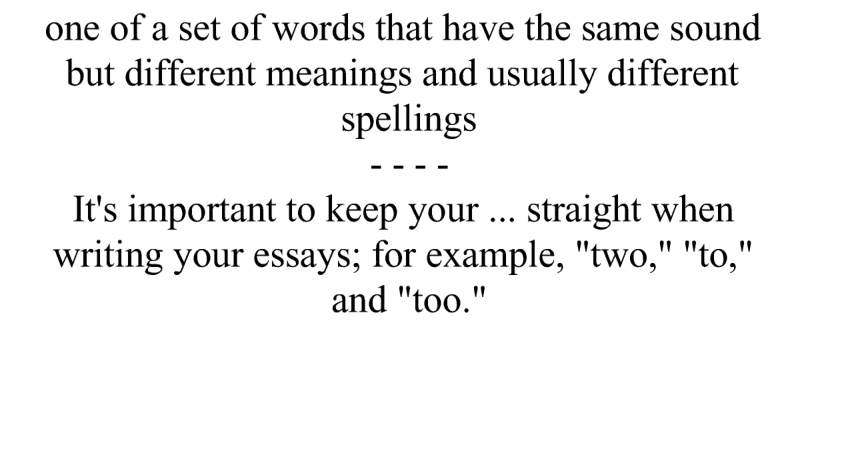 one of a set of words that have the same sound
but different meanings and usually different
spellings
- - - -
It's important to keep your ... straight when
writing your essays; for example, "two," "to,"
and "too."